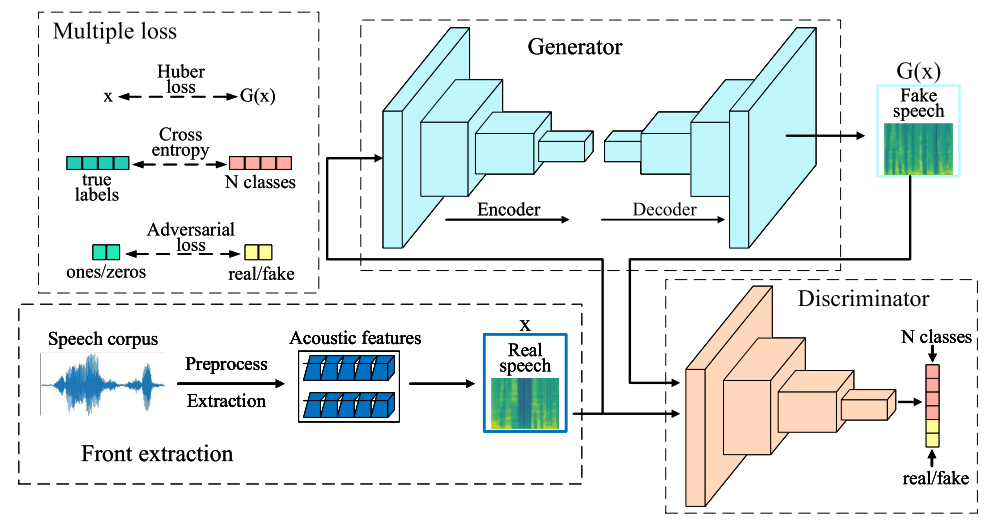 Multiple loss
Huber
loss
x
G(x)
Cross
entropy
true
labels
N classes
Adversarial
loss
ones/zeros
real/fake
Generator
Encoder
Decoder
G(x)
Fake
speech
Speech corpus
Preprocess
Extraction
Acoustic features
x
Real
speech
Front extraction
Discriminator
N classes
real/fake